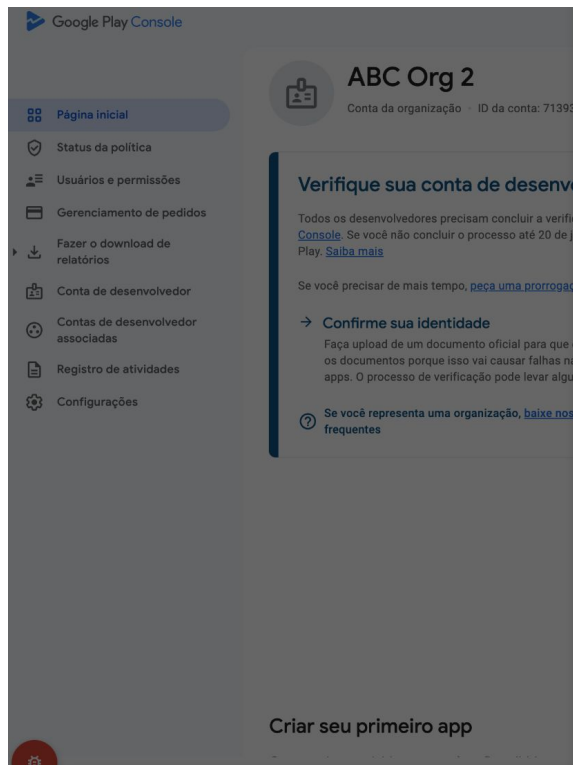 Google Play Console
ABC Org 2
Conta da organização · ID da conta: 71393
Página inicial
Status da política
Usuários e permissões
Gerenciamento de pedidos
Fazer o download de
relatórios
Conta de desenvolvedor
Contas de desenvolvedor
associadas
Registro de atividades
Configurações
Verifique sua conta de desenv
Todos os desenvolvedores precisam concluir a verifi
Console. Se você não concluir o processo até 20 de j
Play. Saiba mais
Se você precisar de mais tempo, peça uma prorrogaç
Confirme sua identidade
Faça upload de um documento oficial para que
os documentos porque isso vai causar falhas na
apps. O processo de verificação pode levar algu
Se você representa uma organização, baixe nos
frequentes
Criar seu primeiro app